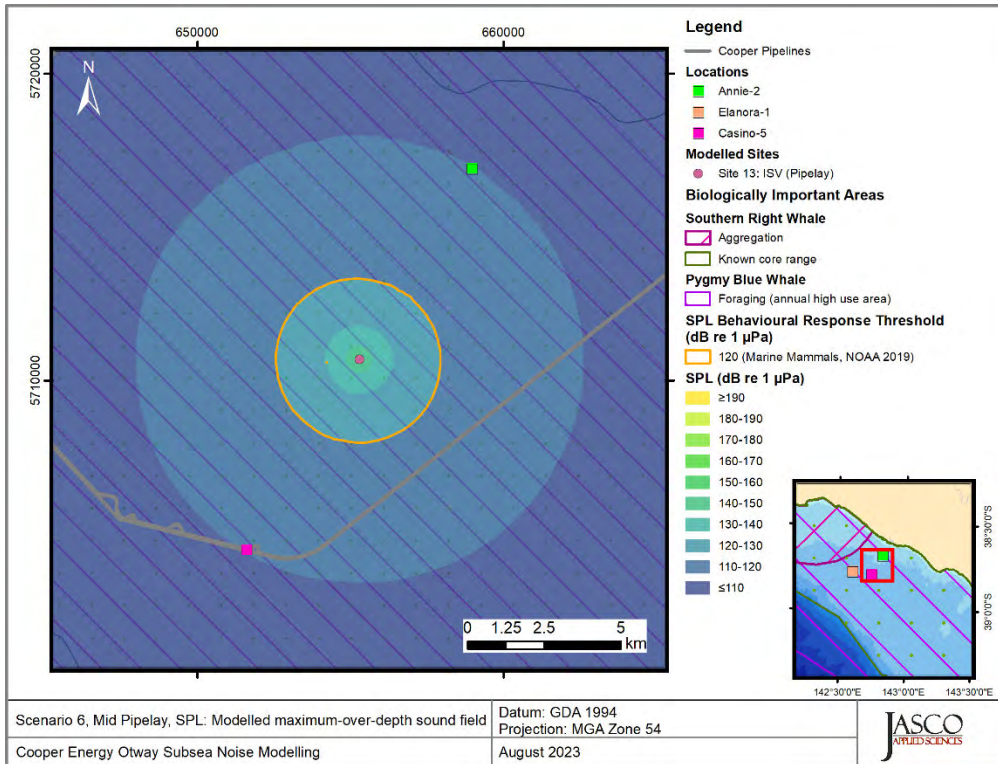 650000
660000
5720000
5710000
N
Legend
Cooper Pipelines
Locations
Annie-2
Elanora-1
Casino-5
Modelled Sites
Site 13: ISV (Pipelay)
Biologically Important Areas
Southern Right Whale
Aggregation
Known core range
Pygmy Blue Whale
Foraging (annual high use area)
SPL Behavioural Response Threshold
(dB re 1 µPa)
120 (Marine Mammals, NOAA 2019)
SPL (dB re 1 µPa)
≥190
180-190
170-180
160-170
150-160
140-150
130-140
120-130
110-120
≤110
0 1.25 2.5 5
km
38°30'0"S
39°0'0"S
142°30'0"E 143°0'0"E 143°30'0"E
Scenario 6, Mid Pipelay, SPL: Modelled maximum-over-depth sound field
Datum: GDA 1994
Projection: MGA Zone 54
Cooper Energy Otway Subsea Noise Modelling
August 2023
JASCO
APPLIED SCIENCES